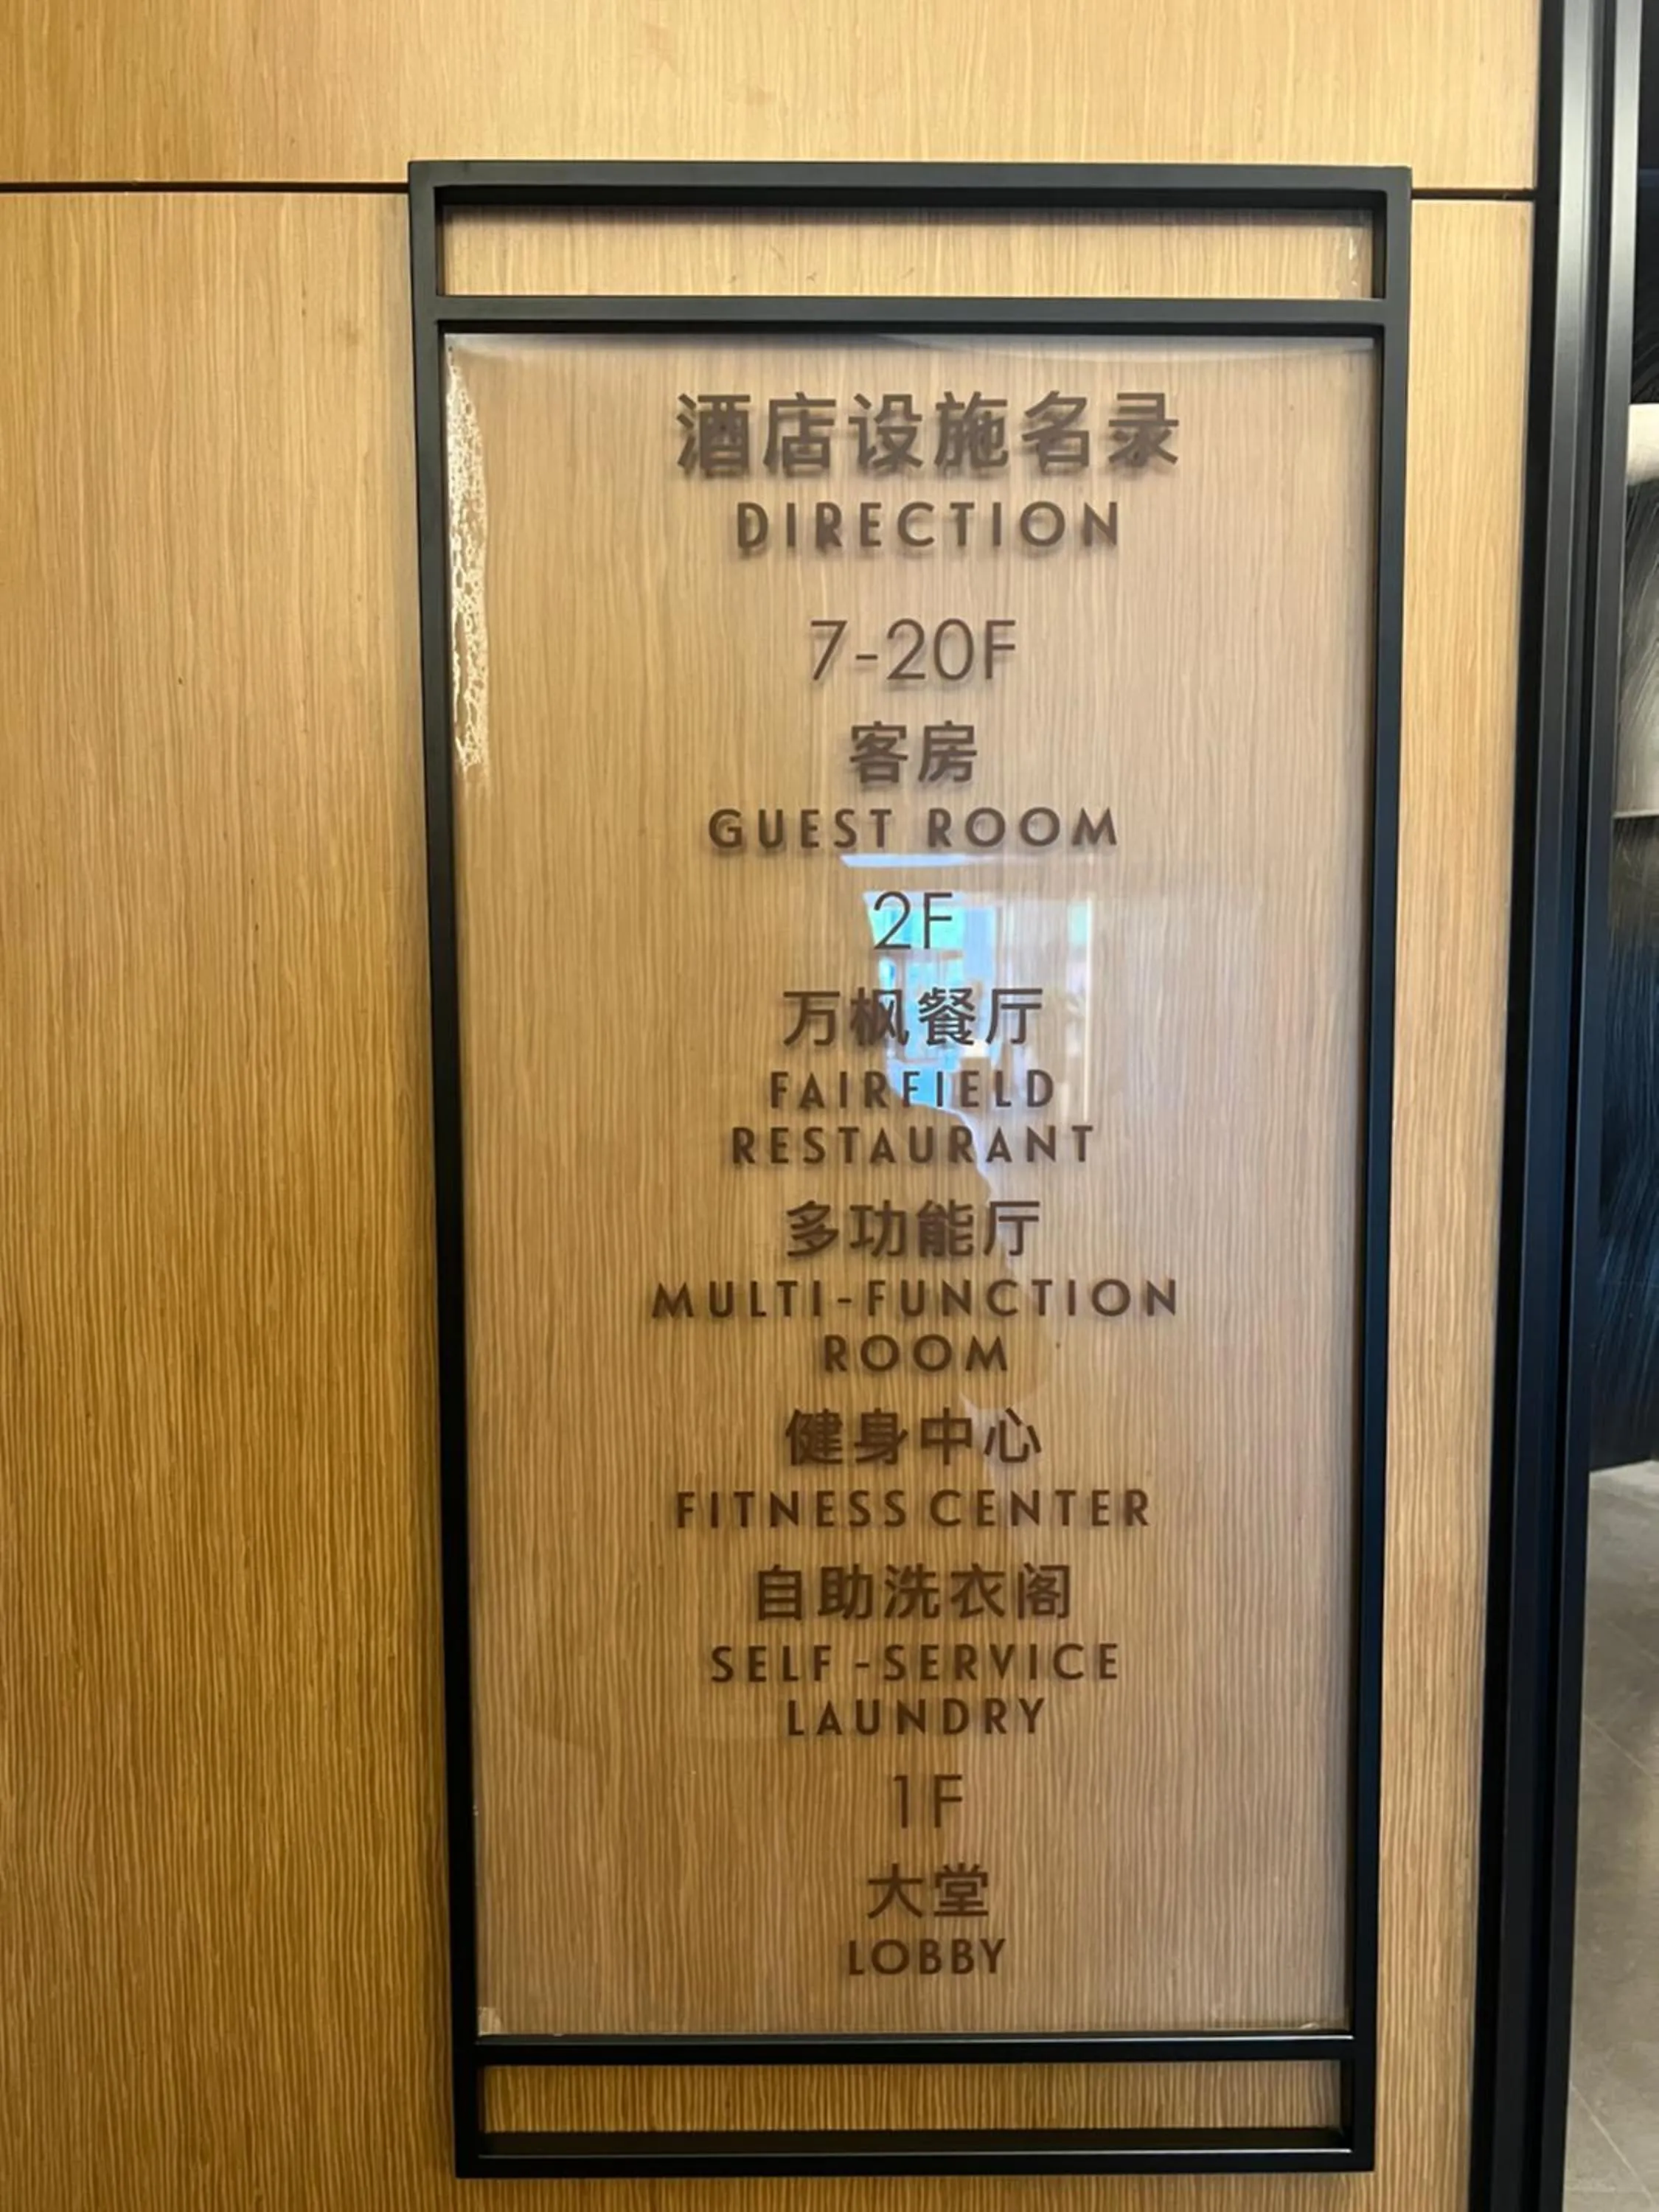 酒店设施名录
DIRECTION
7-20F
客房
GUEST ROOM
2F
万枫餐厅
FAIRFIELD
RESTAURANT
多功能厅
MULTI-FUNCTION
ROOM
健身中心
FITNESS CENTER
自助洗衣阁
SELF-SERVICE
LAUNDRY
1F
大堂
LOBBY